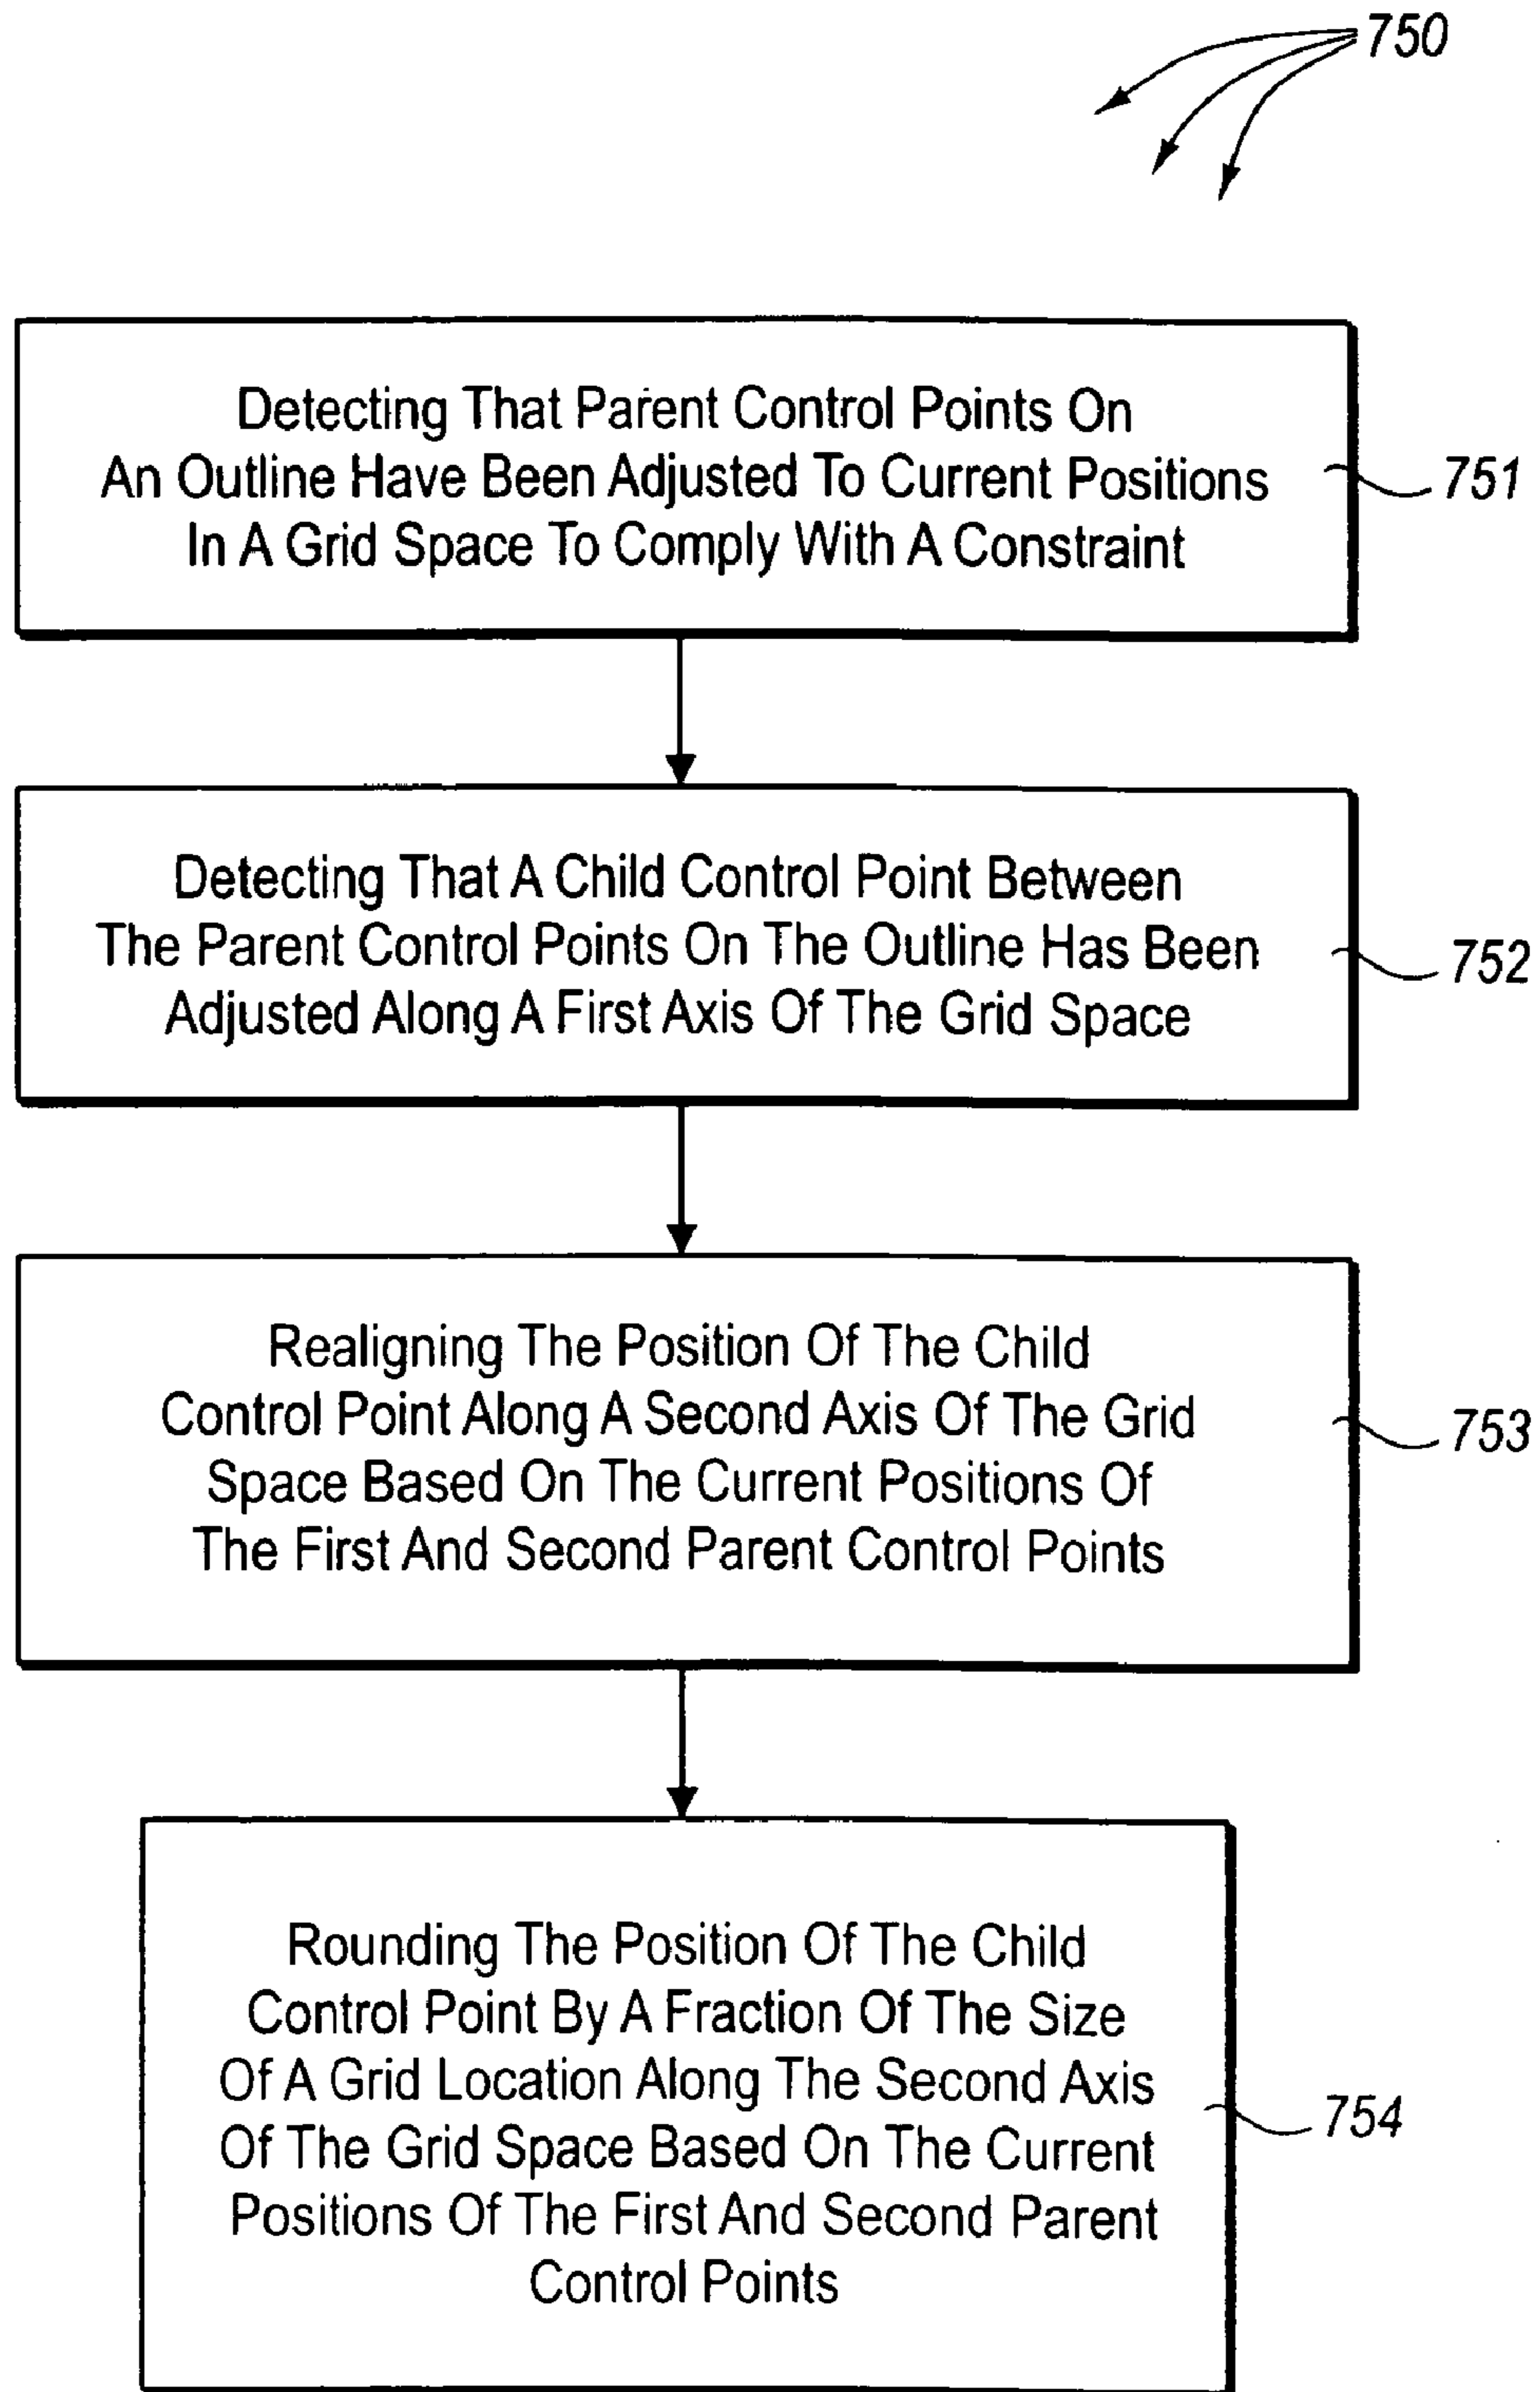 750
Detecting That Parent Control Points On
An Outline Have Been Adjusted To Current Positions
In A Grid Space To Comply With A Constraint
751
Detecting That A Child Control Point Between
The Parent Control Points On The Outline Has Been
Adjusted Along A First Axis Of The Grid Space
752
Realigning The Position Of The Child
Control Point Along A Second Axis Of The Grid
Space Based On The Current Positions Of
The First And Second Parent Control Points
753
Rounding The Position Of The Child
Control Point By A Fraction Of The Size
Of A Grid Location Along The Second Axis
Of The Grid Space Based On The Current
Positions Of The First And Second Parent
Control Points
754